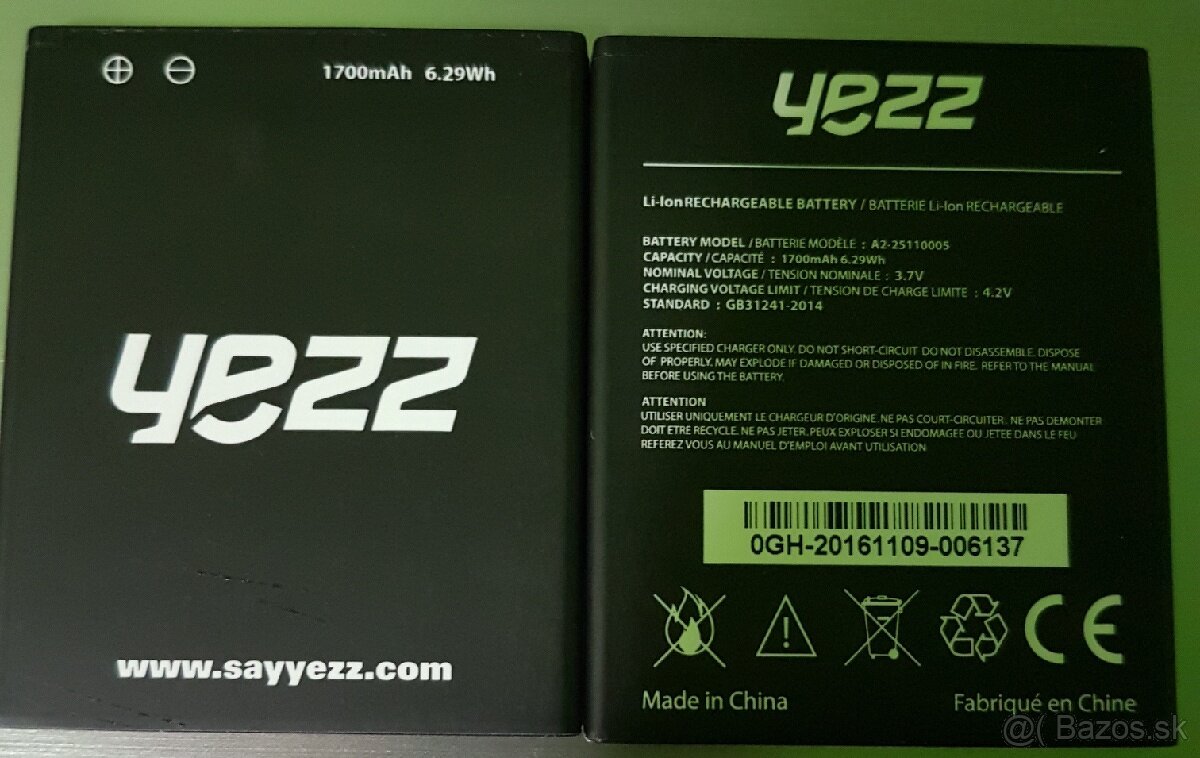 1700mAh 6.29Wh
yezz
www.sayyezz.com
yezz
Li-Ion RECHARGEABLE BATTERY / BATTERIE Li-Ion RECHARGEABLE
BATTERY MODEL / BATTERIE MODÈLE : A2-25110005
CAPACITY / CAPACITÉ : 1700mAh 6.29Wh
NOMINAL VOLTAGE / TENSION NOMINALE : 3.7V
CHARGING VOLTAGE LIMIT / TENSION DE CHARGE LIMITE : 4.2V
STANDARD : GB31241-2014
ATTENTION:
USE SPECIFIED CHARGER ONLY. DO NOT SHORT-CIRCUIT DO NOT DISASSEMBLE. DISPOSE
OF PROPERLY. MAY EXPLODE IF DAMAGED OR DISPOSED OF IN FIRE. REFER TO THE MANUAL
BEFORE USING THE BATTERY.
ATTENTION
UTILISER UNIQUEMENT LE CHARGEUR D'ORIGINE. NE PAS COURT-CIRCUITER. NE PAS DEMONTER
DOIT ETRE RECYCLE. NE PAS JETER. PEUX EXPLOSER SI ENDOMAGEE OU JETEE DANS LE FEU
REFEREZ VOUS AU MANUEL D'EMPLOI AVANT UTILISATION
0GH-20161109-006137
CE
Made in China
Fabriqué en Chine
@( Bazos.sk